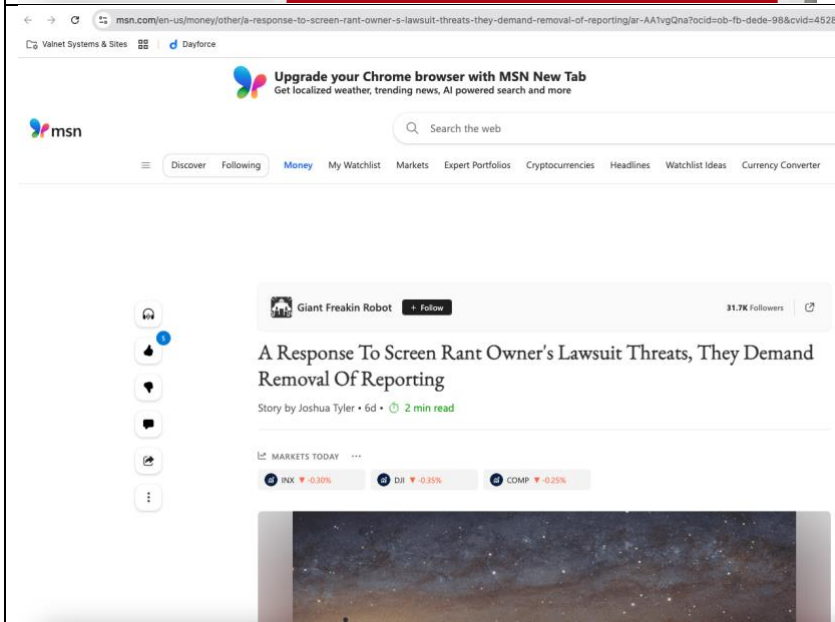 msn.com/en-us/money/other/a-response-to-screen-rant-owner-s-lawsuit-threats-they-demand-removal-of-reporting/ar-AA1vgQna?ocid=ob-fb-dede-98&cvid=4528
Valnet Systems & Sites Dayforce
Upgrade your Chrome browser with MSN New Tab
Get localized weather, trending news, AI powered search and more
msn
Search the web
Discover Following Money My Watchlist Markets Expert Portfolios Cryptocurrencies Headlines Watchlist Ideas Currency Converter
Giant Freakin Robot + Follow 31.7K Followers
5
A Response To Screen Rant Owner's Lawsuit Threats, They Demand
Removal Of Reporting
Story by Joshua Tyler • 6d • 2 min read
MARKETS TODAY ...
INX ▼ -0.30% DJI ▼ -0.35% COMP ▼ -0.25%